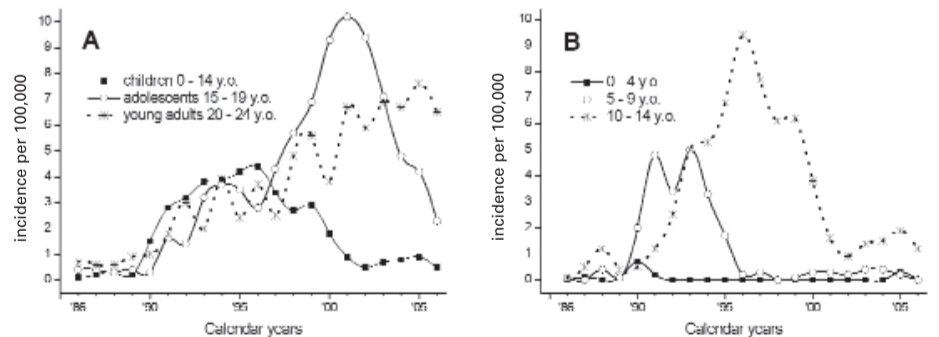 A
children 0 - 14 y.o.
adolescents 15 - 19 y.o.
young adults 20 - 24 y.o.
incidence per 100,000
10
9
8
7
6
5
4
3
2
1
0
'86 '90 '95 '00 '05
Calendar years
B
0 - 4 y.o
5 - 9 y.o.
10 - 14 y.o.
incidence per 100,000
10
9
8
7
6
5
4
3
2
1
0
'86 '90 '95 '00 '05
Calendar years